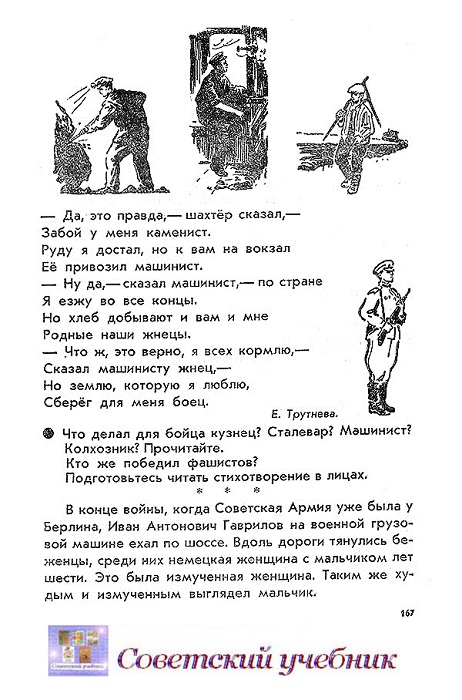 — Да, это правда,— шахтёр сказал,—
Забой у меня каменист.
Руду я достал, но к вам на вокзал
Её привозил машинист.
— Ну да,— сказал машинист,— по стране
Я езжу во все концы.
Но хлеб добывают и вам и мне
Родные наши жнецы.
— Что ж, это верно, я всех кормлю,—
Сказал машинисту жнец,—
Но землю, которую я люблю,
Сберёг для меня боец.
Е. Трутнева.
● Что делал для бойца кузнец? Сталевар? Машинист?
Колхозник? Прочитайте.
Кто же победил фашистов?
Подготовьтесь читать стихотворение в лицах.
* * *
В конце войны, когда Советская Армия уже была у
Берлина, Иван Антонович Гаврилов на военной грузо-
вой машине ехал по шоссе. Вдоль дороги тянулись бе-
женцы, среди них немецкая женщина с мальчиком лет
шести. Это была измученная женщина. Таким же ху-
дым и измученным выглядел мальчик.
167
Советский учебник
Советский учебник